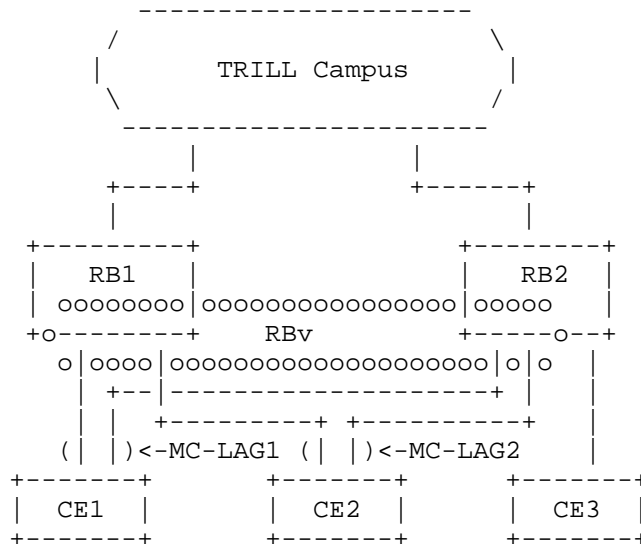 TRILL Campus
RB1 RB2
RBv
(| |)<-MC-LAG1 (| |)<-MC-LAG2
CE1 CE2 CE3